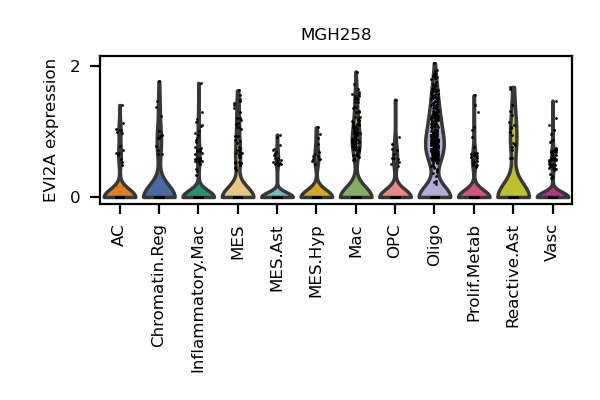 MGH258
EVI2A expression
2
0
AC
Chromatin.Reg
Inflammatory.Mac
MES
MES.Ast
MES.Hyp
Mac
OPC
Oligo
Prolif.Metab
Reactive.Ast
Vasc